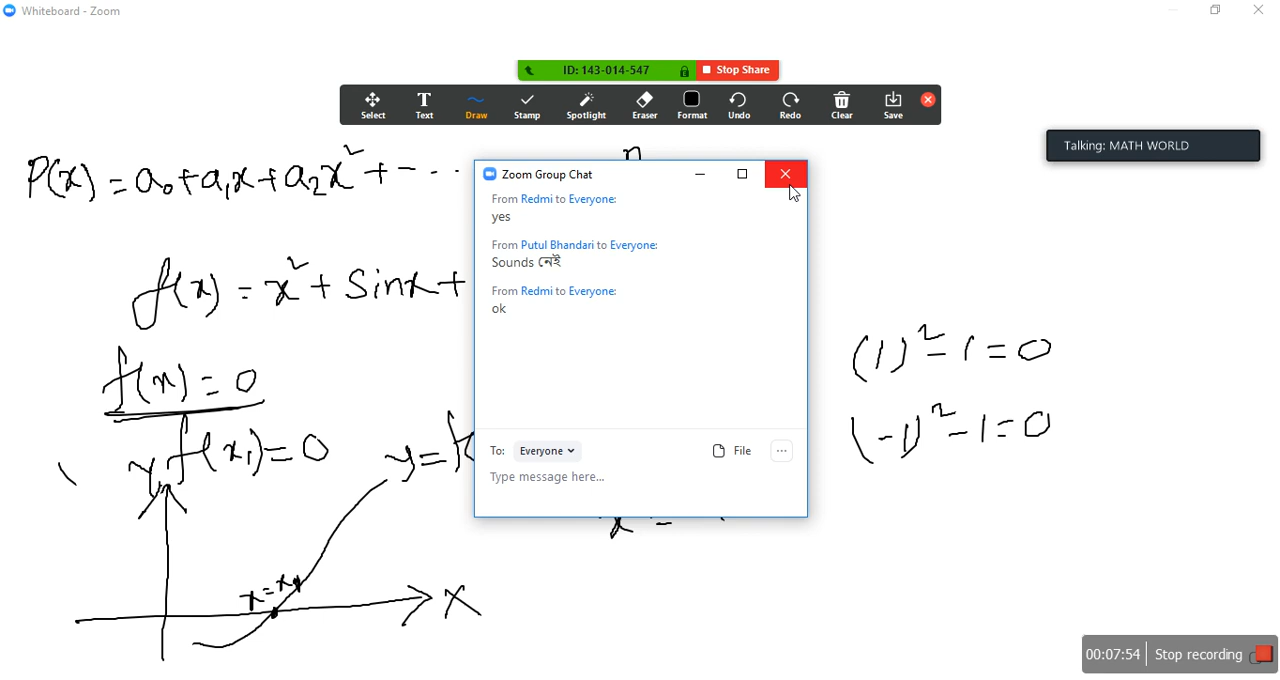 Whiteboard - Zoom
ID: 143-014-547 Stop Share
Select Text Draw Stamp Spotlight Eraser Format Undo Redo Clear Save
Talking: MATH WORLD
P(x) = a₀+a₁x+a₂x²+-...
n
Zoom Group Chat
From Redmi to Everyone:
yes
From Putul Bhandari to Everyone:
Sounds নেই
From Redmi to Everyone:
ok
To: Everyone File ...
Type message here...
f(x) = x² + Sinx +
f(x) = 0
f(x₁) = 0
y = f(
(1)² - 1 = 0
(-1)² - 1 = 0
y
x = x₁
X
00:07:54 Stop recording